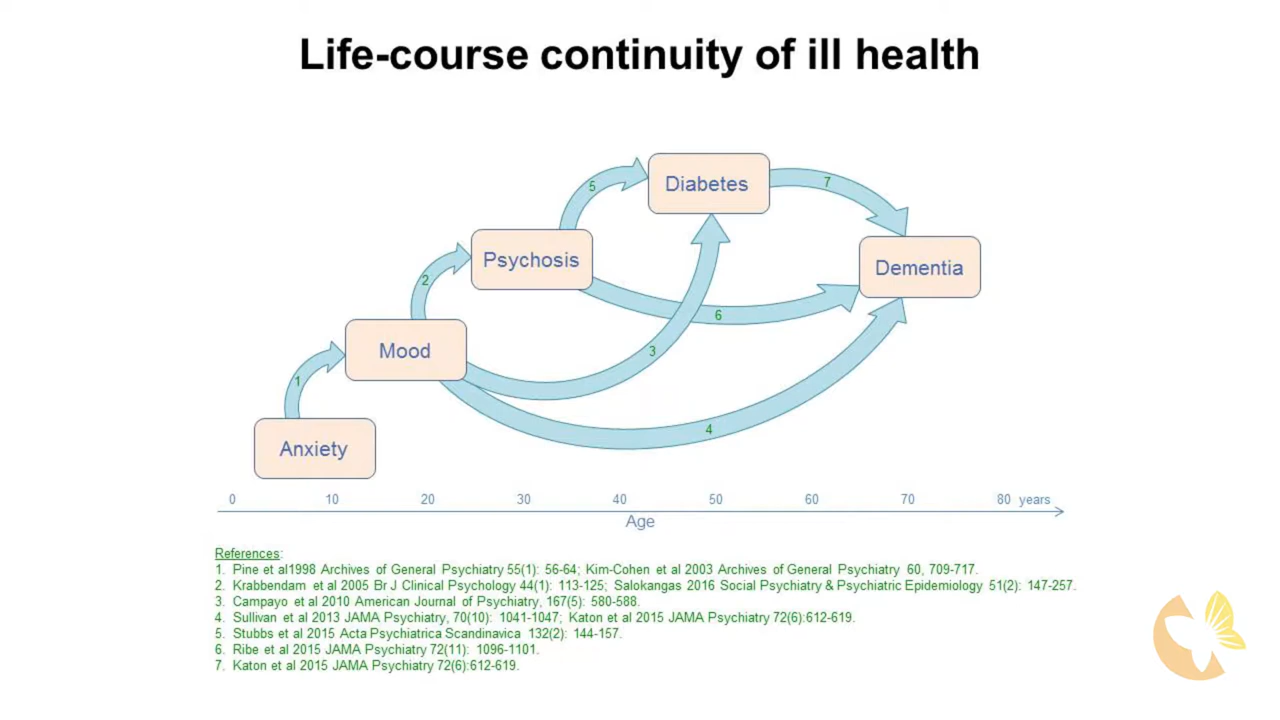 Life-course continuity of ill health
5
Diabetes
7
Psychosis
2
Dementia
6
Mood
3
1
4
Anxiety
0 10 20 30 40 50 60 70 80 years
Age
References:
1. Pine et al1998 Archives of General Psychiatry 55(1): 56-64; Kim-Cohen et al 2003 Archives of General Psychiatry 60, 709-717.
2. Krabbendam et al 2005 Br J Clinical Psychology 44(1): 113-125; Salokangas 2016 Social Psychiatry & Psychiatric Epidemiology 51(2): 147-257.
3. Campayo et al 2010 American Journal of Psychiatry, 167(5): 580-588.
4. Sullivan et al 2013 JAMA Psychiatry, 70(10): 1041-1047; Katon et al 2015 JAMA Psychiatry 72(6):612-619.
5. Stubbs et al 2015 Acta Psychiatrica Scandinavica 132(2): 144-157.
6. Ribe et al 2015 JAMA Psychiatry 72(11): 1096-1101.
7. Katon et al 2015 JAMA Psychiatry 72(6):612-619.